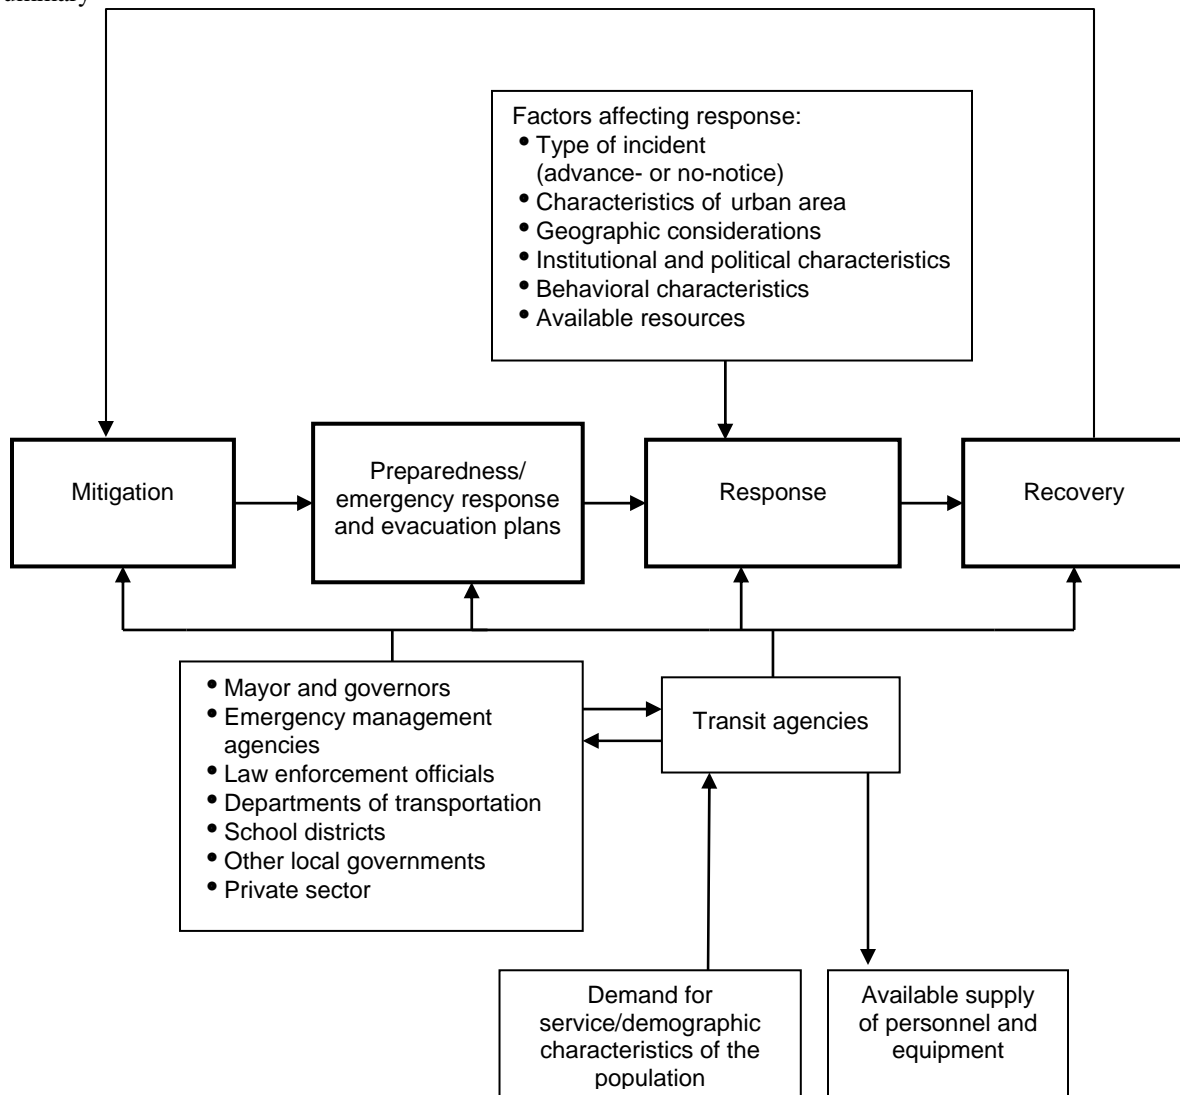 Factors affecting response:
• Type of incident
(advance- or no-notice)
• Characteristics of urban area
• Geographic considerations
• Institutional and political characteristics
• Behavioral characteristics
• Available resources
Mitigation
Preparedness/
emergency response
and evacuation plans
Response
Recovery
• Mayor and governors
• Emergency management
agencies
• Law enforcement officials
• Departments of transportation
• School districts
• Other local governments
• Private sector
Transit agencies
Demand for
service/demographic
characteristics of the
population
Available supply
of personnel and
equipment